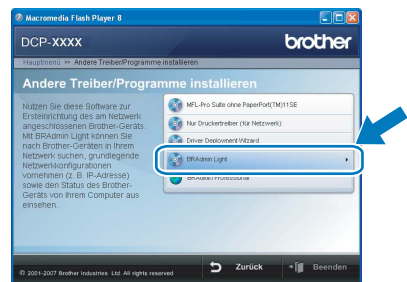 Macromedia Flash Player 8
DCP-XXXX
brother
Hauptmenü >> Andere Treiber/Programme installieren
Andere Treiber/Programme installieren
Nutzen Sie diese Software zur
Ersteinrichtung des am Netzwerk
angeschlossenen Brother-Geräts.
Mit BRAdmin Light können Sie
nach Brother-Geräten in Ihrem
Netzwerk suchen, grundlegende
Netzwerkkonfigurationen
vornehmen (z. B. IP-Adresse)
sowie den Status des Brother-
Geräts von Ihrem Computer aus
einsehen.
MFL-Pro Suite ohne PaperPort(TM)11SE
Nur Druckertreiber (für Netzwerk)
Driver Deployment Wizard
BRAdmin Light
BRAdmin Professional
© 2001-2007 Brother Industries Ltd. All rights reserved
Zurück
Beenden